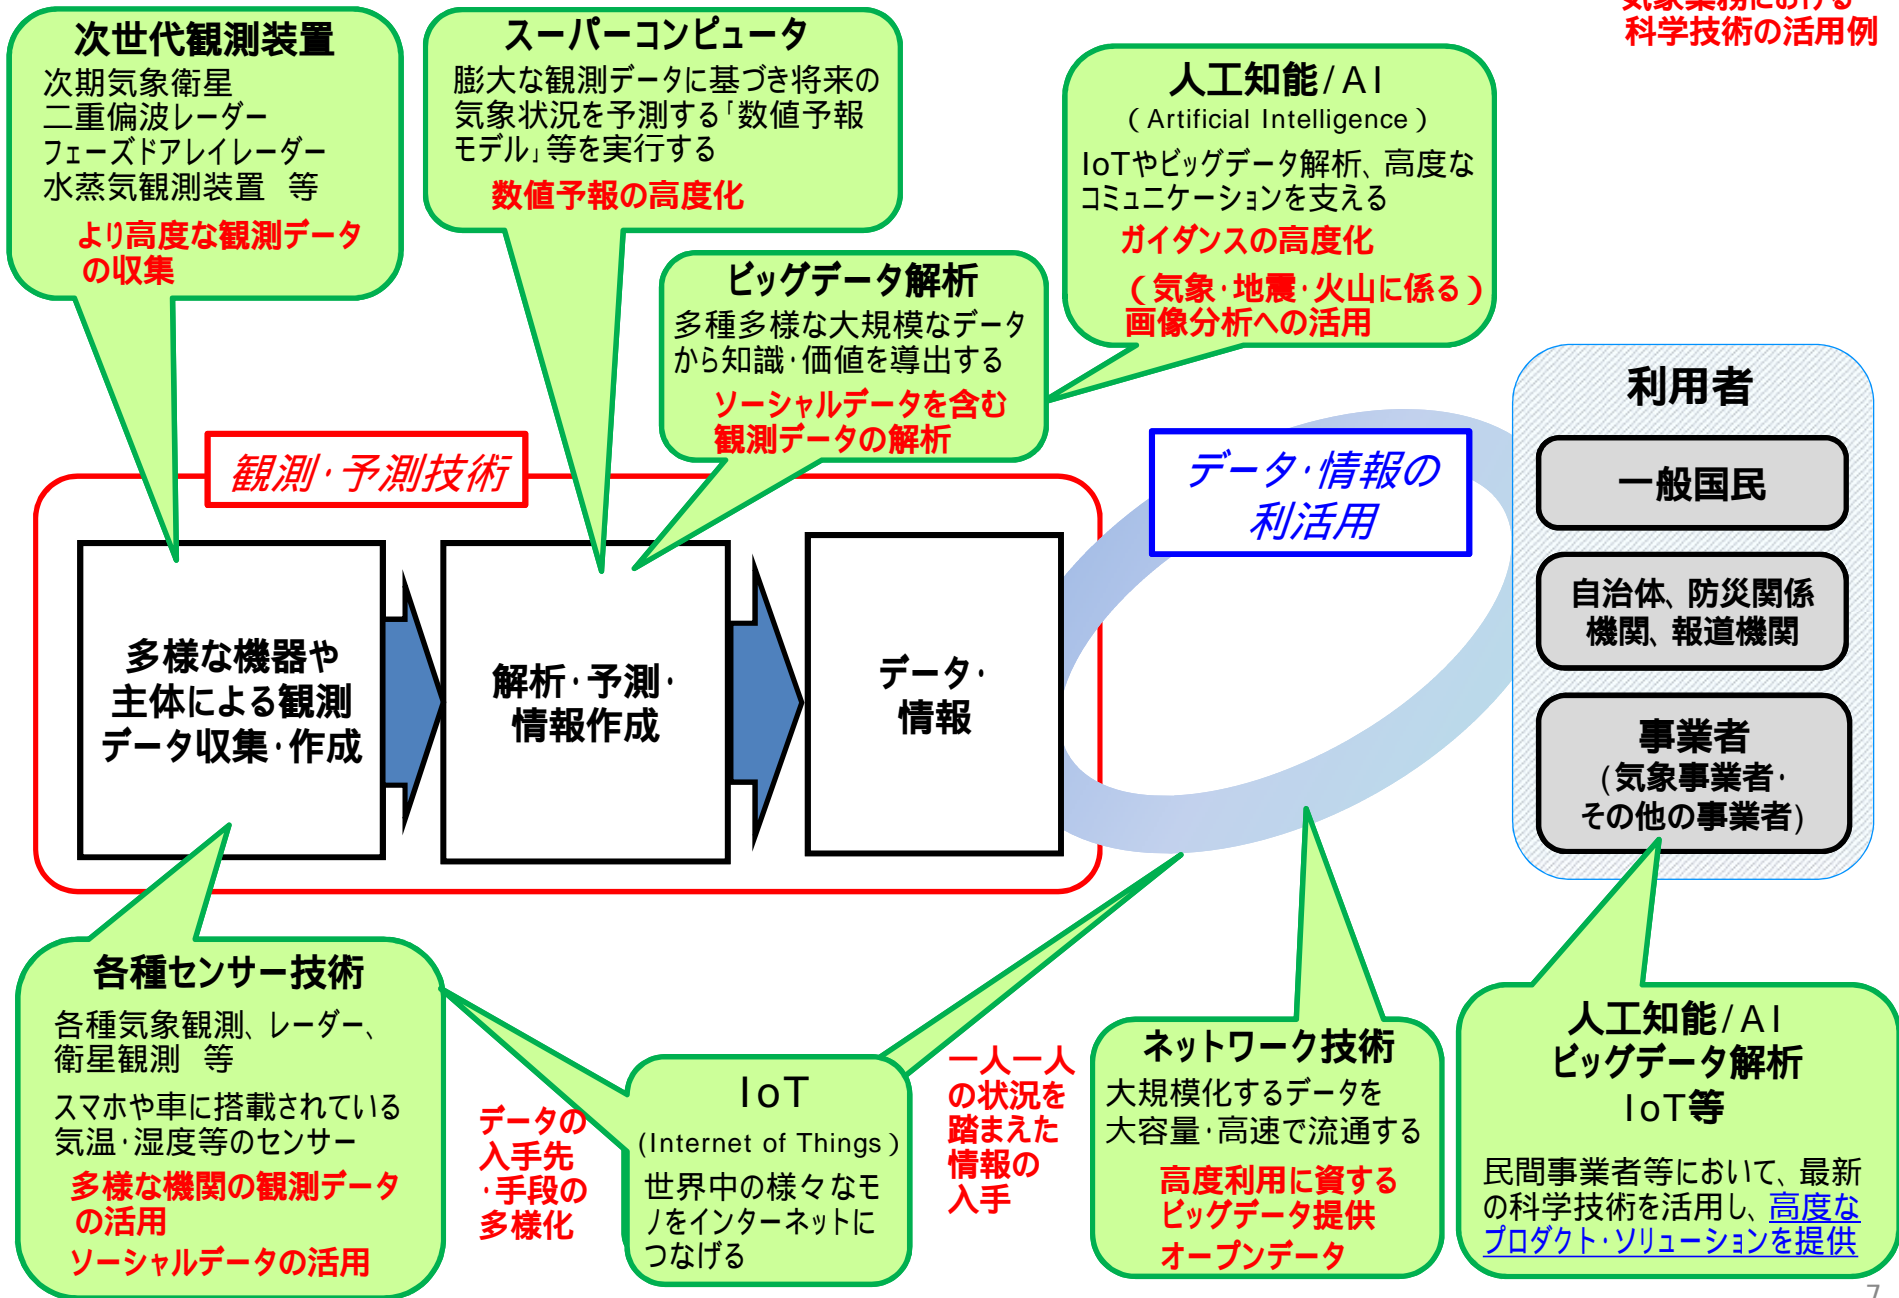 気象業務における
科学技術の活用例
次世代観測装置
次期気象衛星
二重偏波レーダー
フェーズドアレイレーダー
水蒸気観測装置　等
より高度な観測データ
の収集
スーパーコンピュータ
膨大な観測データに基づき将来の
気象状況を予測する「数値予報
モデル」等を実行する
数値予報の高度化
人工知能/AI
（Artificial Intelligence）
IoTやビッグデータ解析、高度な
コミュニケーションを支える
ガイダンスの高度化
（気象・地震・火山に係る）
画像分析への活用
ビッグデータ解析
多種多様な大規模なデータ
から知識・価値を導出する
ソーシャルデータを含む
観測データの解析
観測・予測技術
多様な機器や
主体による観測
データ収集・作成
解析・予測・
情報作成
データ・
情報
データ・情報の
利活用
利用者
一般国民
自治体、防災関係
機関、報道機関
事業者
(気象事業者・
その他の事業者)
各種センサー技術
各種気象観測、レーダー、
衛星観測　等
スマホや車に搭載されている
気温・湿度等のセンサー
多様な機関の観測データ
の活用
ソーシャルデータの活用
データの
入手先
・手段の
多様化
IoT
(Internet of Things)
世界中の様々なモ
ノをインターネットに
つなげる
一人一人
の状況を
踏まえた
情報の
入手
ネットワーク技術
大規模化するデータを
大容量・高速で流通する
高度利用に資する
ビッグデータ提供
オープンデータ
人工知能/AI
ビッグデータ解析
IoT等
民間事業者等において、最新
の科学技術を活用し、高度な
プロダクト・ソリューションを提供
7